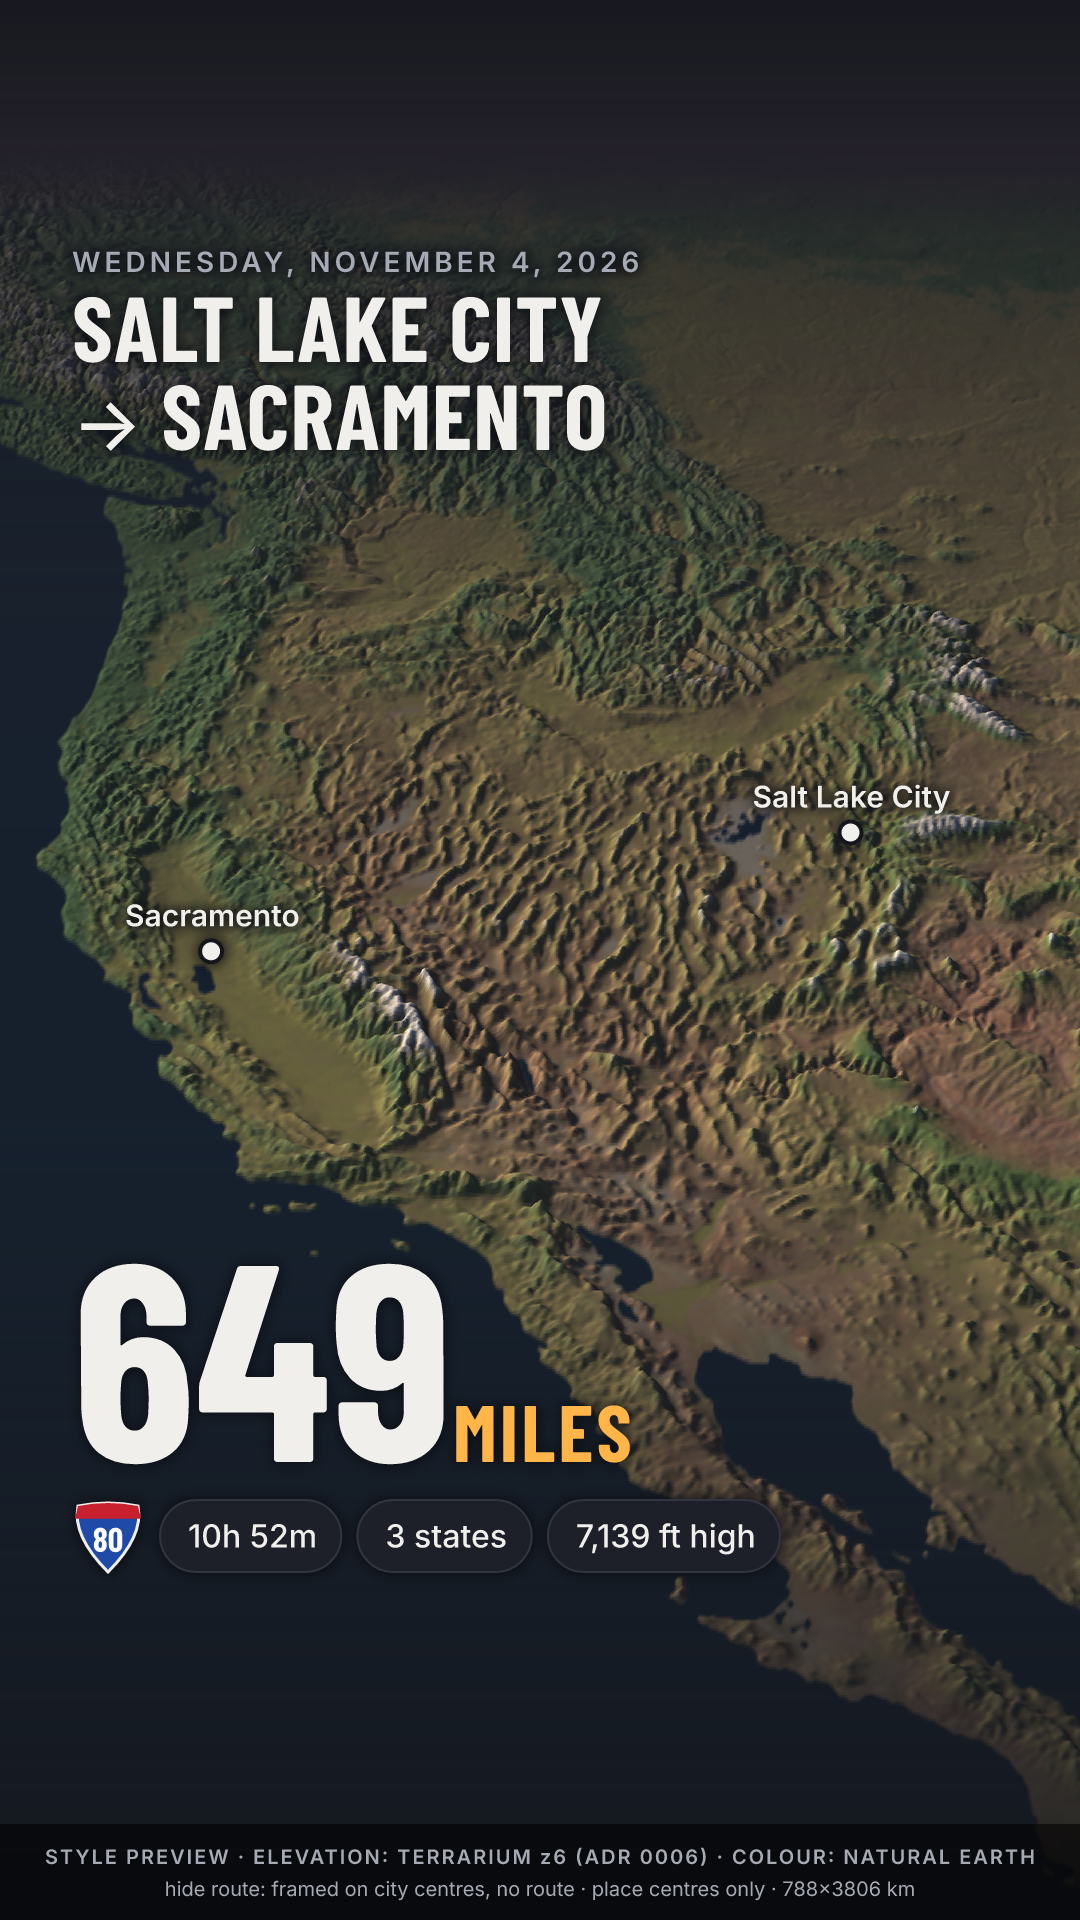 WEDNESDAY, NOVEMBER 4, 2026
SALT LAKE CITY
→ SACRAMENTO
Salt Lake City
Sacramento
649 MILES
80 10h 52m 3 states 7,139 ft high
STYLE PREVIEW · ELEVATION: TERRARIUM z6 (ADR 0006) · COLOUR: NATURAL EARTH
hide route: framed on city centres, no route · place centres only · 788×3806 km